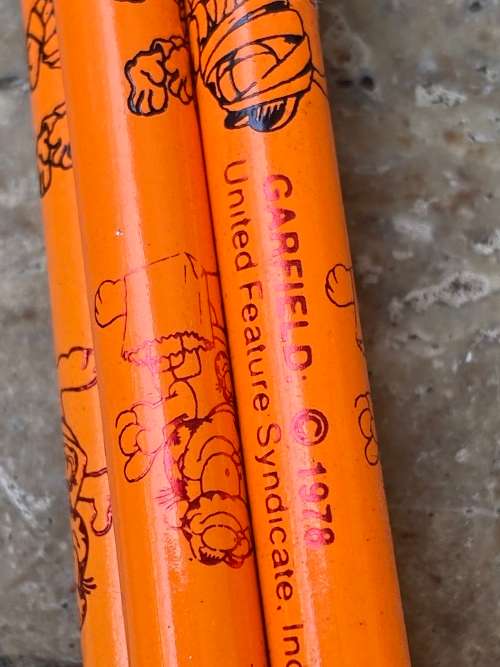 GARFIELD: © 1978
United Feature Syndicate, Inc